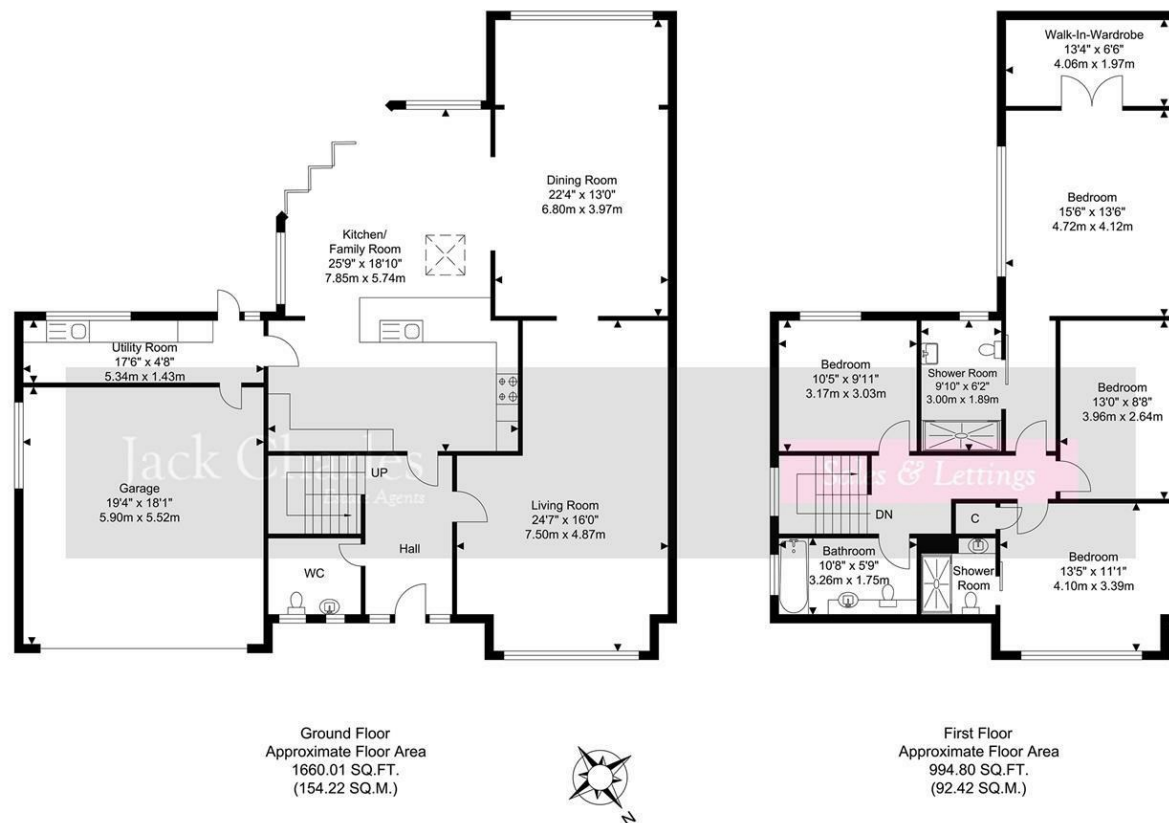 Walk-In-Wardrobe
13'4" x 6'6"
4.06m x 1.97m
Dining Room
22'4" x 13'0"
6.80m x 3.97m
Bedroom
15'6" x 13'6"
4.72m x 4.12m
Kitchen/
Family Room
25'9" x 18'10"
7.85m x 5.74m
Utility Room
17'6" x 4'8"
5.34m x 1.43m
Bedroom
10'5" x 9'11"
3.17m x 3.03m
Shower Room
9'10" x 6'2"
3.00m x 1.89m
Bedroom
13'0" x 8'8"
3.96m x 2.64m
Jack Charles
Estate Agents
Sales & Lettings
UP
Garage
19'4" x 18'1"
5.90m x 5.52m
Living Room
24'7" x 16'0"
7.50m x 4.87m
Hall
WC
DN
C
Bathroom
10'8" x 5'9"
3.26m x 1.75m
Shower
Room
Bedroom
13'5" x 11'1"
4.10m x 3.39m
Ground Floor
Approximate Floor Area
1660.01 SQ.FT.
(154.22 SQ.M.)
N
First Floor
Approximate Floor Area
994.80 SQ.FT.
(92.42 SQ.M.)